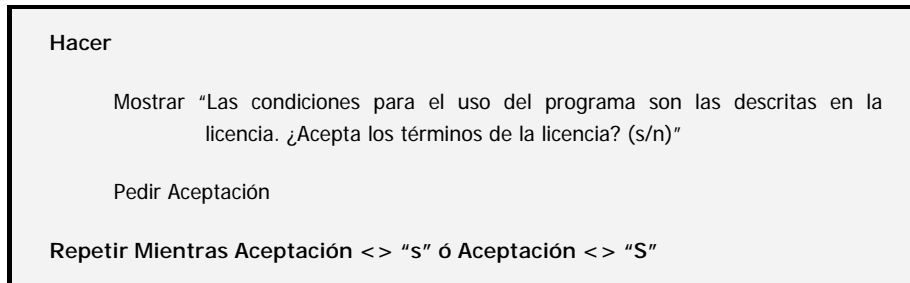 Hacer
Mostrar “Las condiciones para el uso del programa son las descritas en la
licencia. ¿Acepta los términos de la licencia? (s/n)”
Pedir Aceptación
Repetir Mientras Aceptación <> “s” ó Aceptación <> “S”